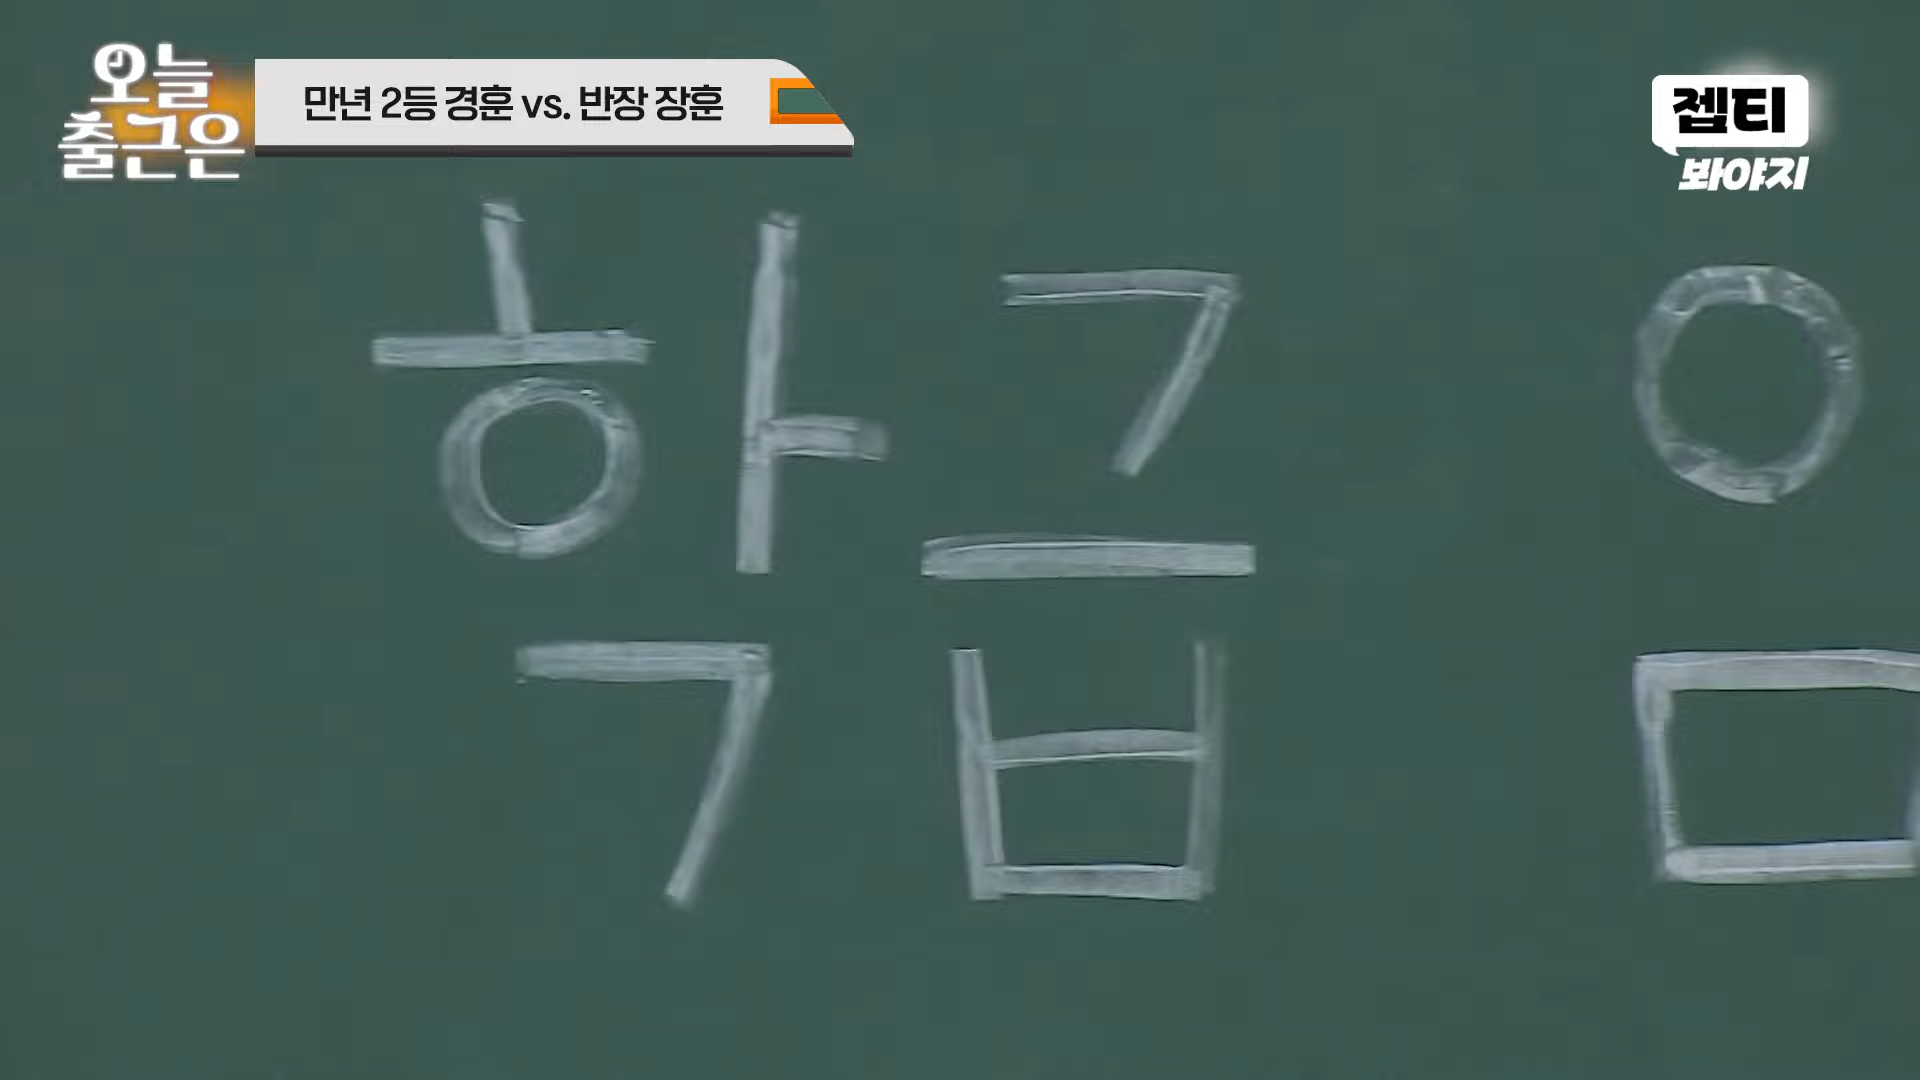 오늘
출근은
만년 2등 경훈 vs. 반장 장훈
젭티
봐야지
학급